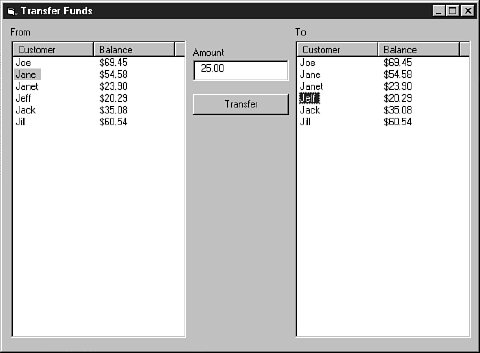 Transfer Funds
From
Customer Balance
Joe $69.45
Jane $54.58
Janet $23.90
Jeff $20.29
Jack $35.08
Jill $60.54
Amount
25.00
Transfer
To
Customer Balance
Joe $69.45
Jane $54.58
Janet $23.90
Jeff $20.29
Jack $35.08
Jill $60.54